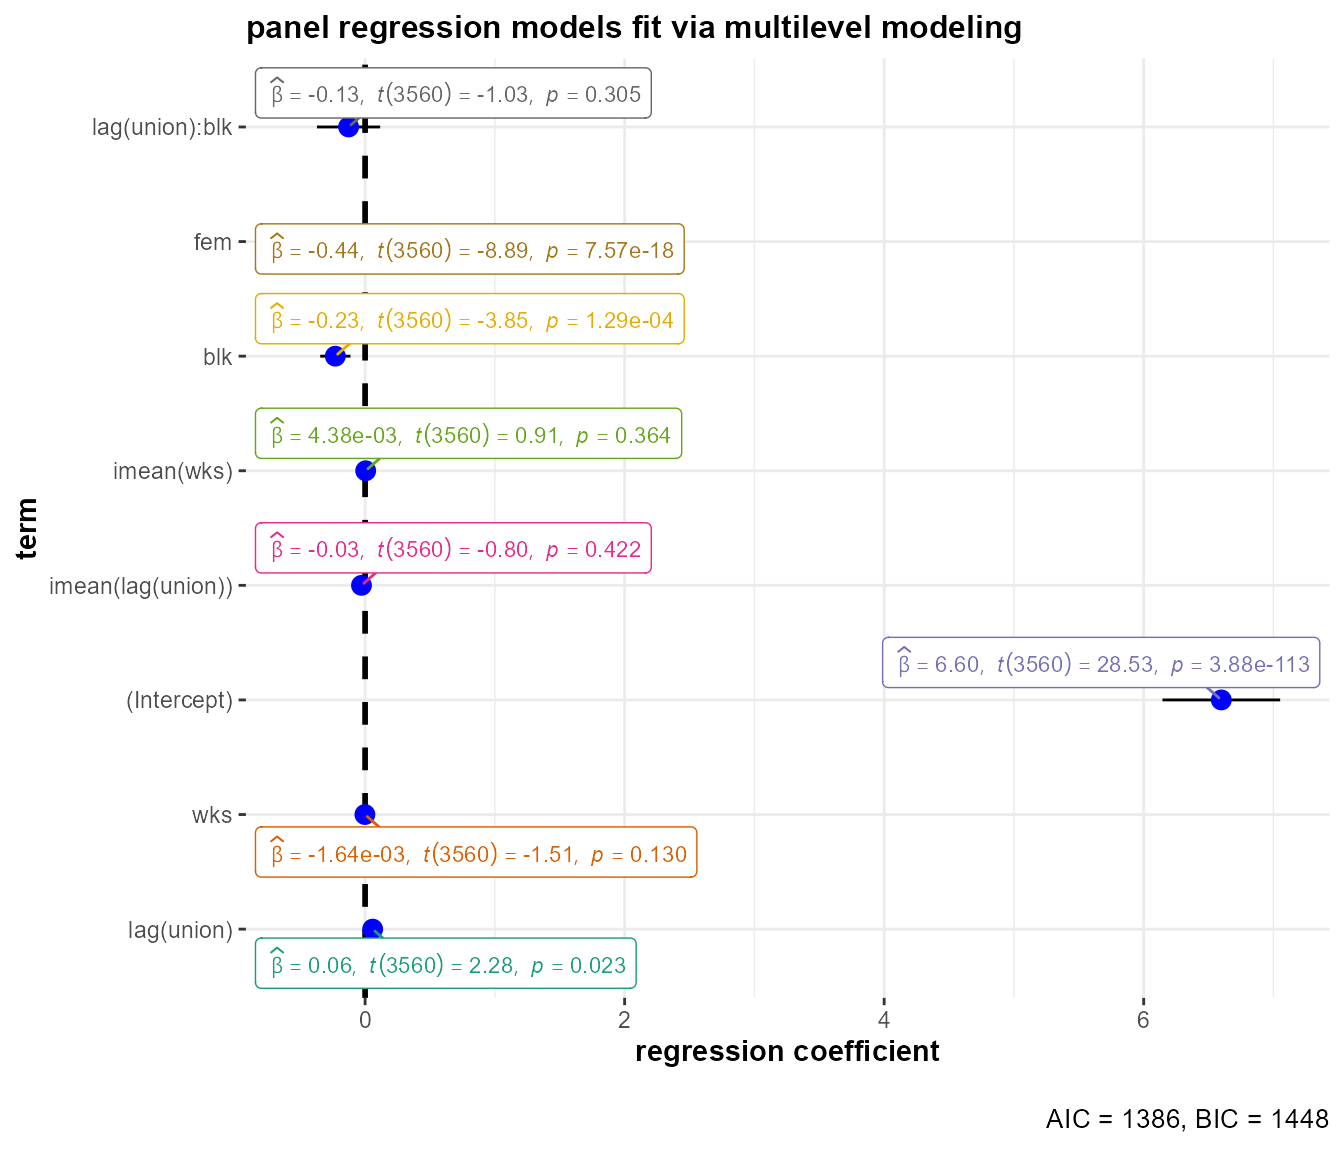 panel regression models fit via multilevel modeling
lag(union):blk
β̂ = -0.13, t(3560) = -1.03, p = 0.305
fem
β̂ = -0.44, t(3560) = -8.89, p = 7.57e-18
β̂ = -0.23, t(3560) = -3.85, p = 1.29e-04
blk
β̂ = 4.38e-03, t(3560) = 0.91, p = 0.364
imean(wks)
β̂ = -0.03, t(3560) = -0.80, p = 0.422
imean(lag(union))
β̂ = 6.60, t(3560) = 28.53, p = 3.88e-113
(Intercept)
wks
β̂ = -1.64e-03, t(3560) = -1.51, p = 0.130
lag(union)
β̂ = 0.06, t(3560) = 2.28, p = 0.023
term
0 2 4 6
regression coefficient
AIC = 1386, BIC = 1448